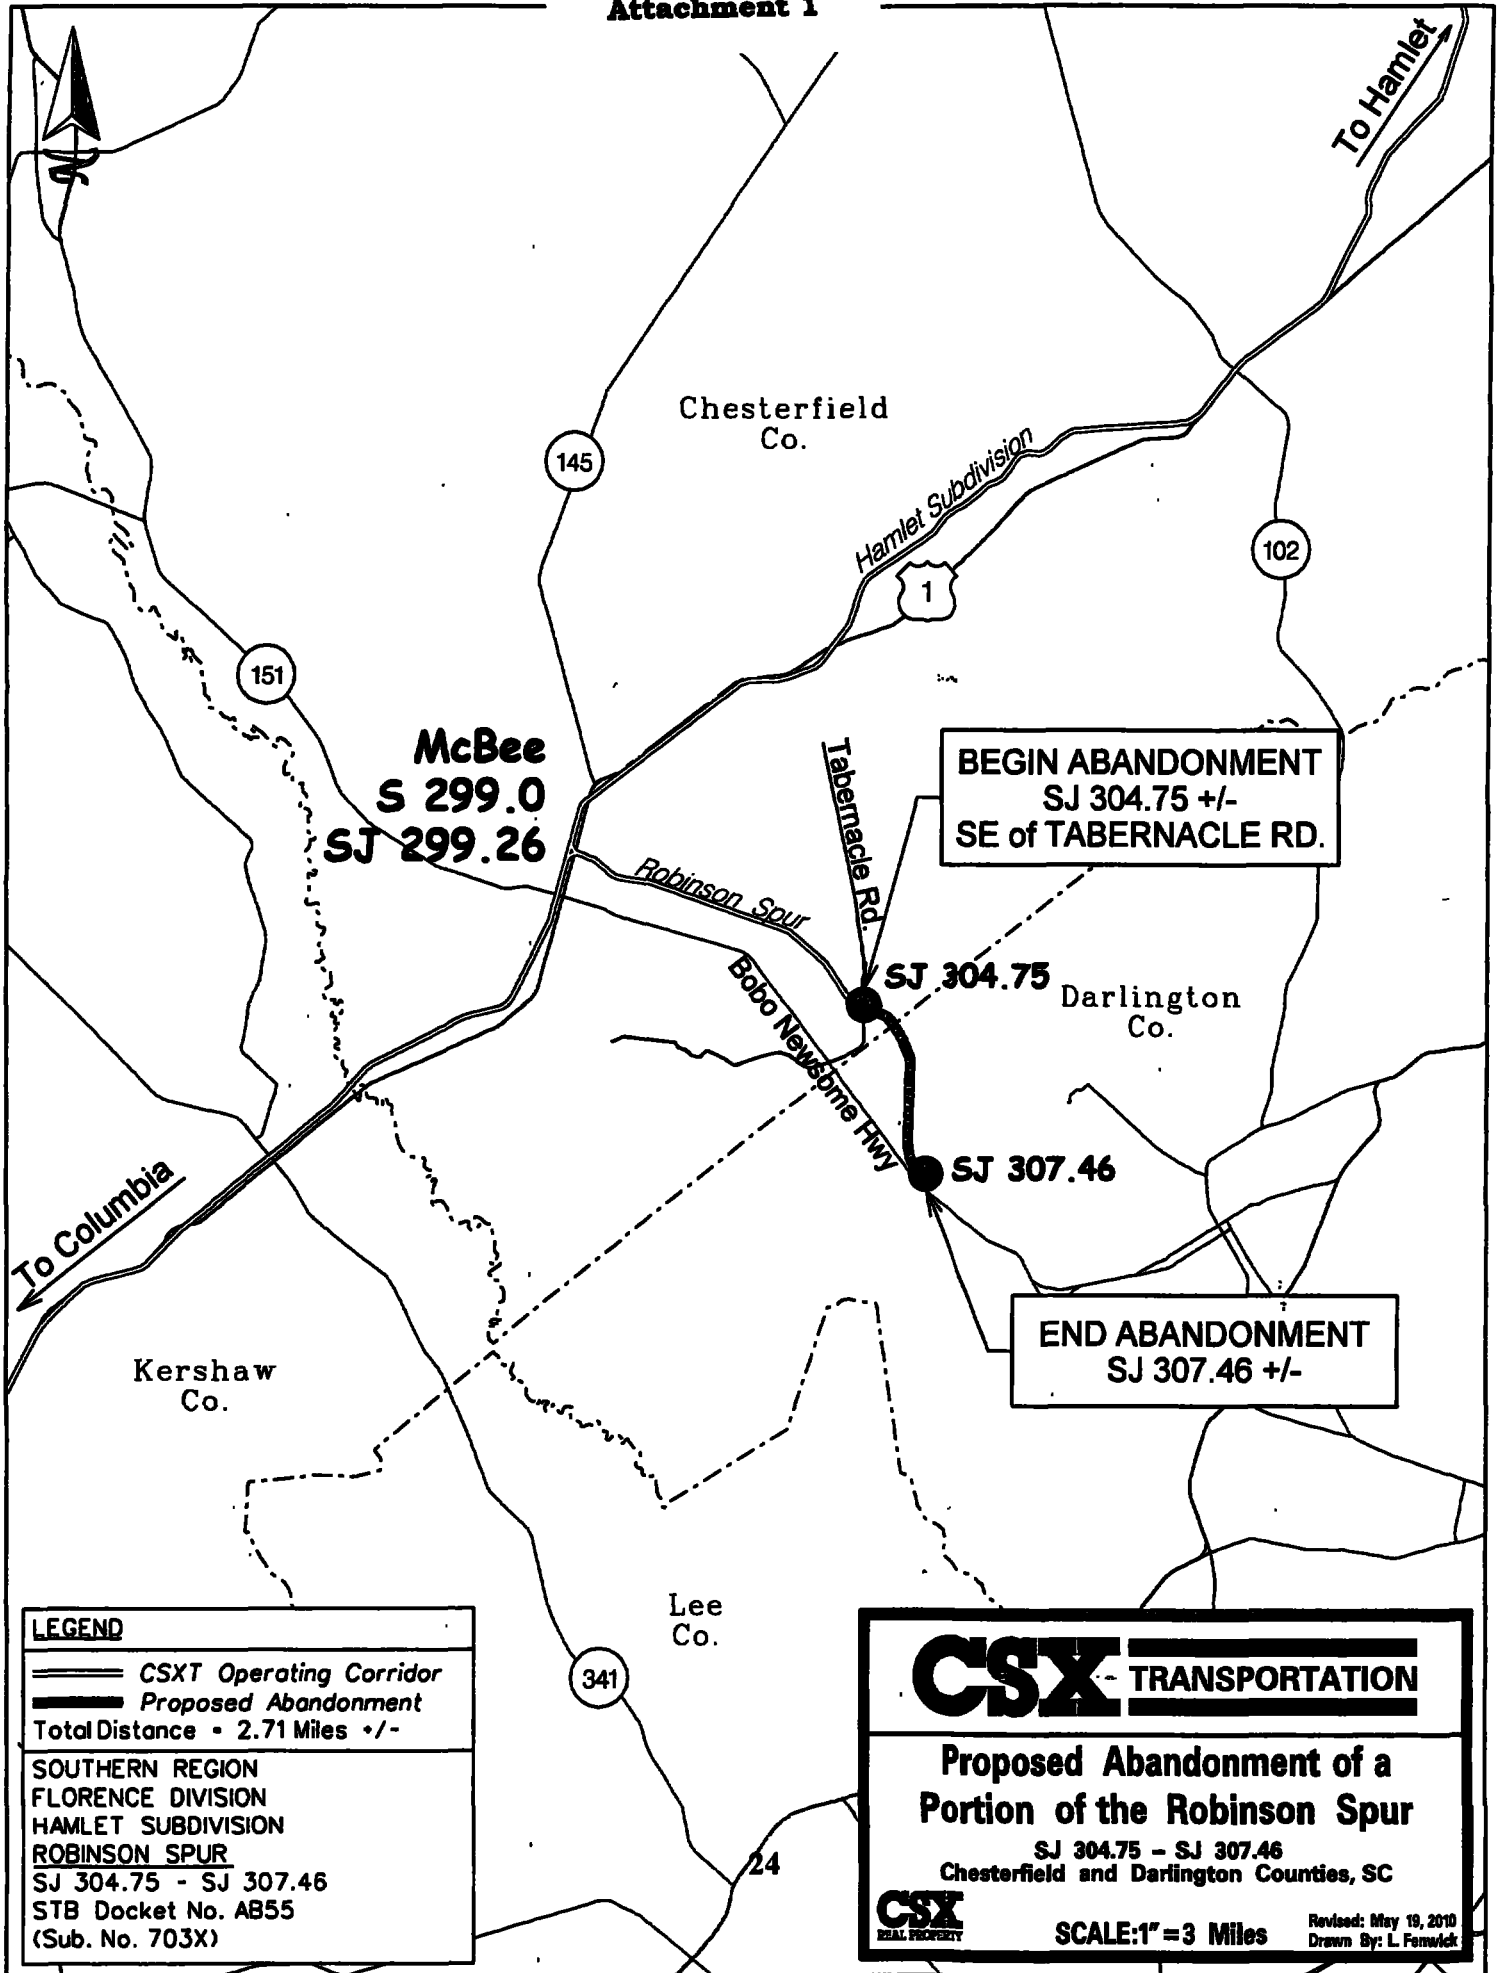 Attachment 1
N
To Hamlet
Chesterfield
Co.
145
Hamlet Subdivision
1
102
151
McBee
S 299.0
SJ 299.26
Tabernacle Rd.
BEGIN ABANDONMENT
SJ 304.75 +/-
SE of TABERNACLE RD.
Robinson Spur
SJ 304.75
Darlington
Co.
Bobo Newsome Hwy
SJ 307.46
To Columbia
END ABANDONMENT
SJ 307.46 +/-
Kershaw
Co.
Lee
Co.
341
24
LEGEND
CSXT Operating Corridor
Proposed Abandonment
Total Distance = 2.71 Miles +/-
SOUTHERN REGION
FLORENCE DIVISION
HAMLET SUBDIVISION
ROBINSON SPUR
SJ 304.75 - SJ 307.46
STB Docket No. AB55
(Sub. No. 703X)
CSX TRANSPORTATION
Proposed Abandonment of a
Portion of the Robinson Spur
SJ 304.75 - SJ 307.46
Chesterfield and Darlington Counties, SC
CSX
REAL PROPERTY
SCALE:1"=3 Miles
Revised: May 19, 2010
Drawn By: L. Fenwick